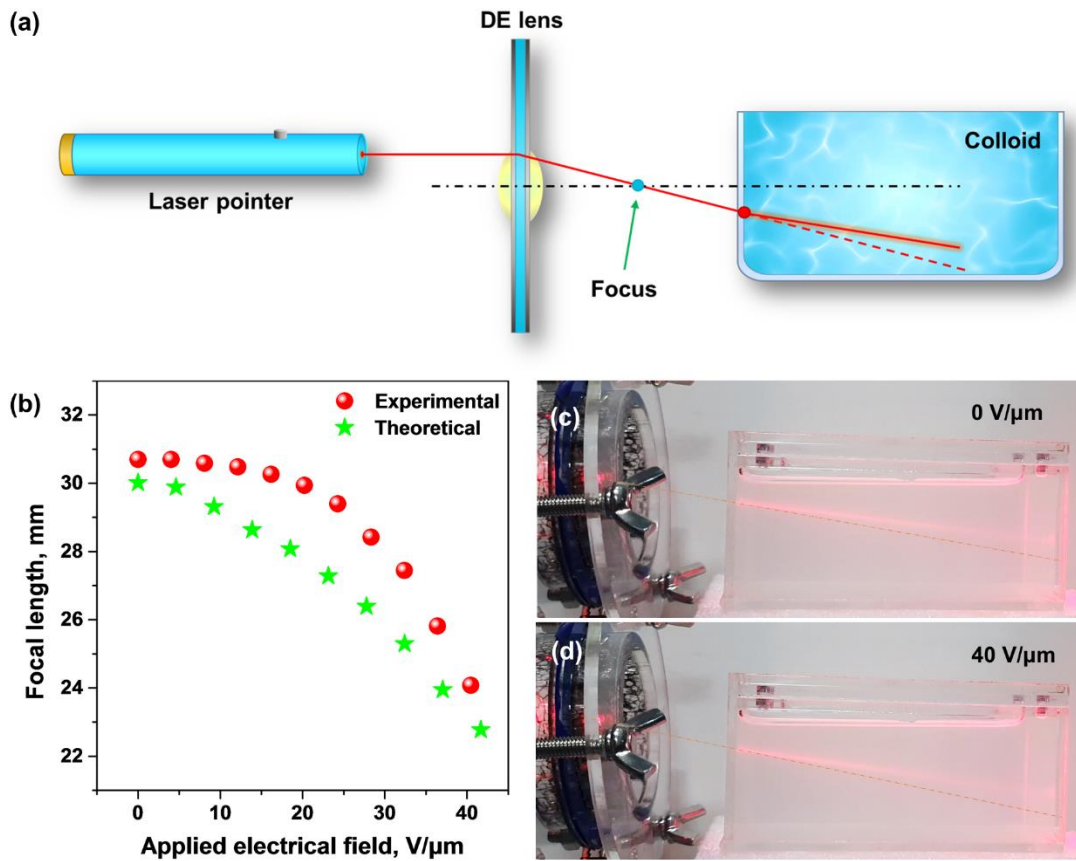 (a)
DE lens
Laser pointer
Focus
Colloid
(b)
Experimental
Theoretical
32
30
28
26
24
22
0 10 20 30 40
Focal length, mm
Applied electrical field, V/μm
(c)
0 V/μm
(d)
40 V/μm